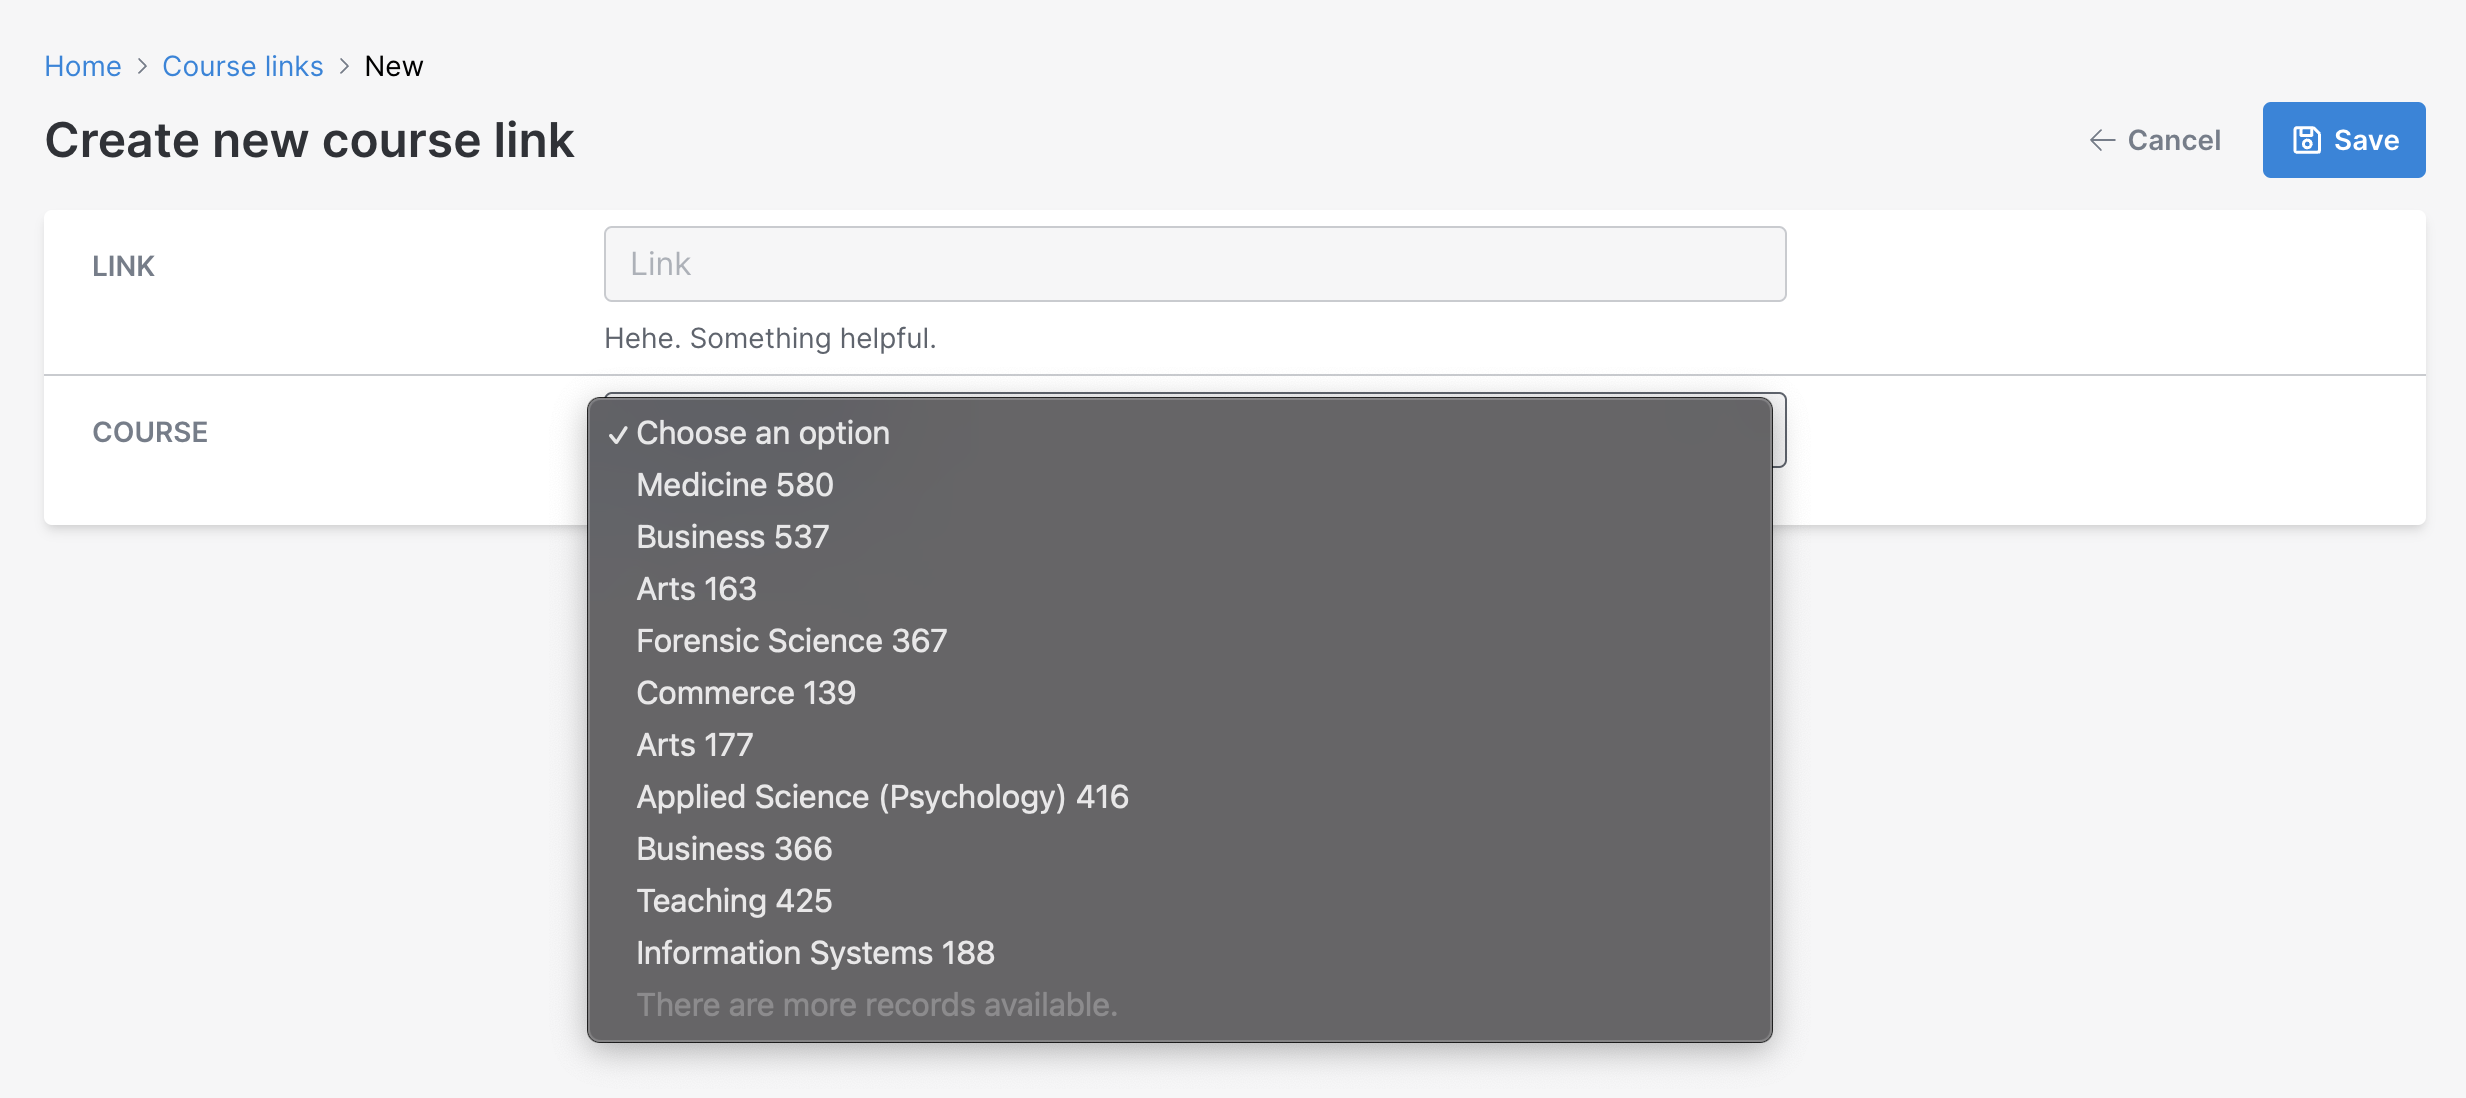 Home > Course links > New
Create new course link
← Cancel
Save
LINK
Link
Hehe. Something helpful.
COURSE
✓ Choose an option
Medicine 580
Business 537
Arts 163
Forensic Science 367
Commerce 139
Arts 177
Applied Science (Psychology) 416
Business 366
Teaching 425
Information Systems 188
There are more records available.